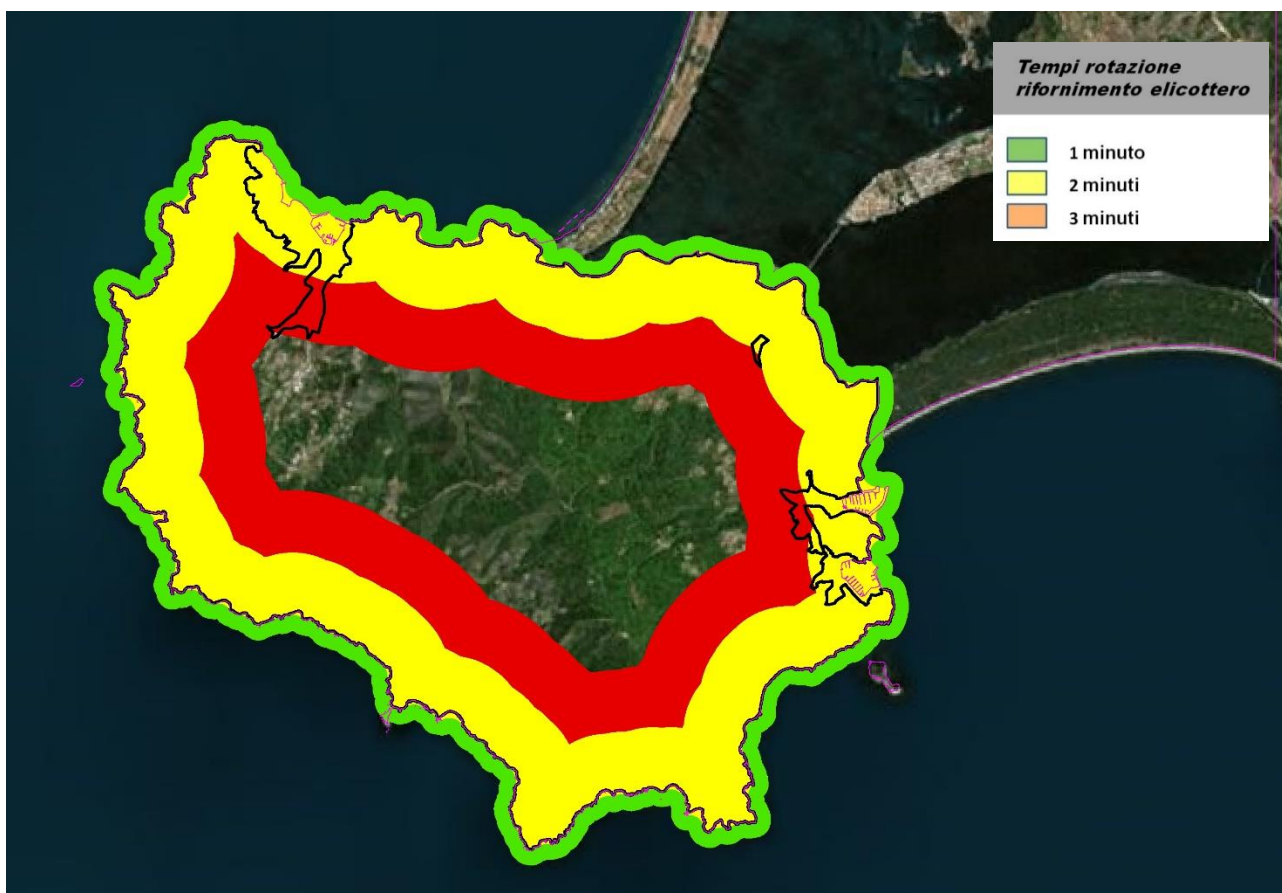 Tempi rotazione
rifornimento elicottero
1 minuto
2 minuti
3 minuti